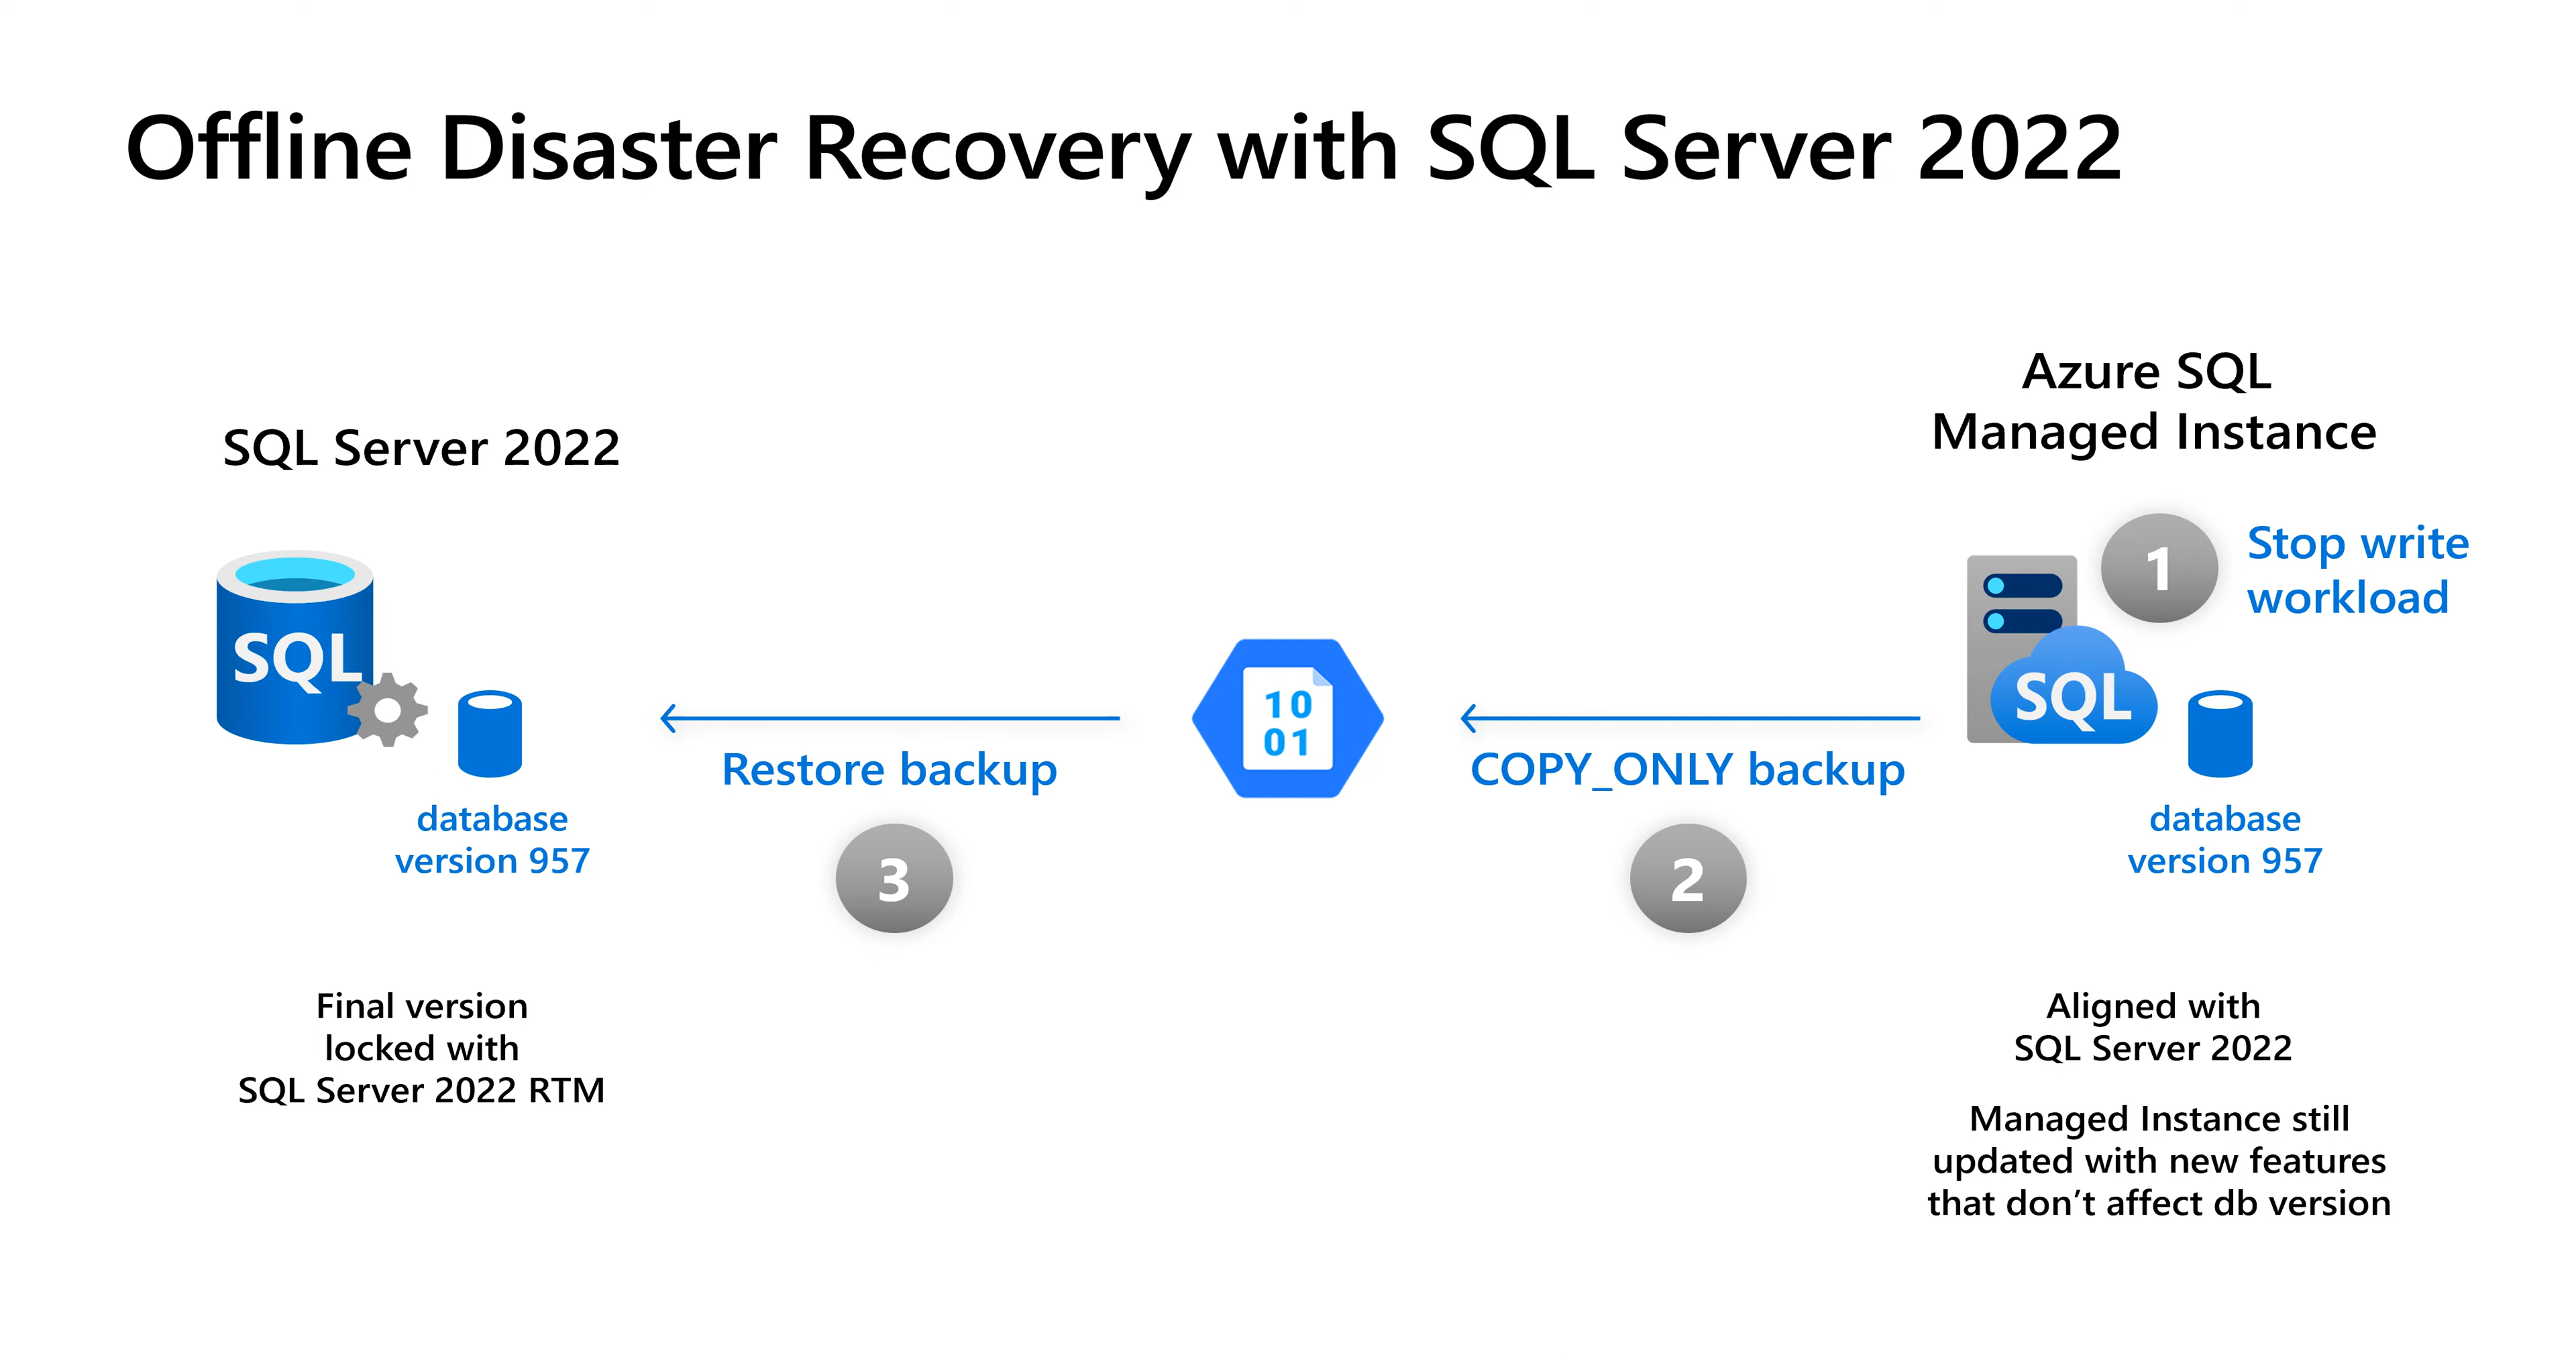 Offline Disaster Recovery with SQL Server 2022
SQL Server 2022
SQL
database
version 957
Final version
locked with
SQL Server 2022 RTM
Restore backup
3
10
01
COPY_ONLY backup
2
Azure SQL
Managed Instance
1
Stop write
workload
SQL
database
version 957
Aligned with
SQL Server 2022
Managed Instance still
updated with new features
that don’t affect db version